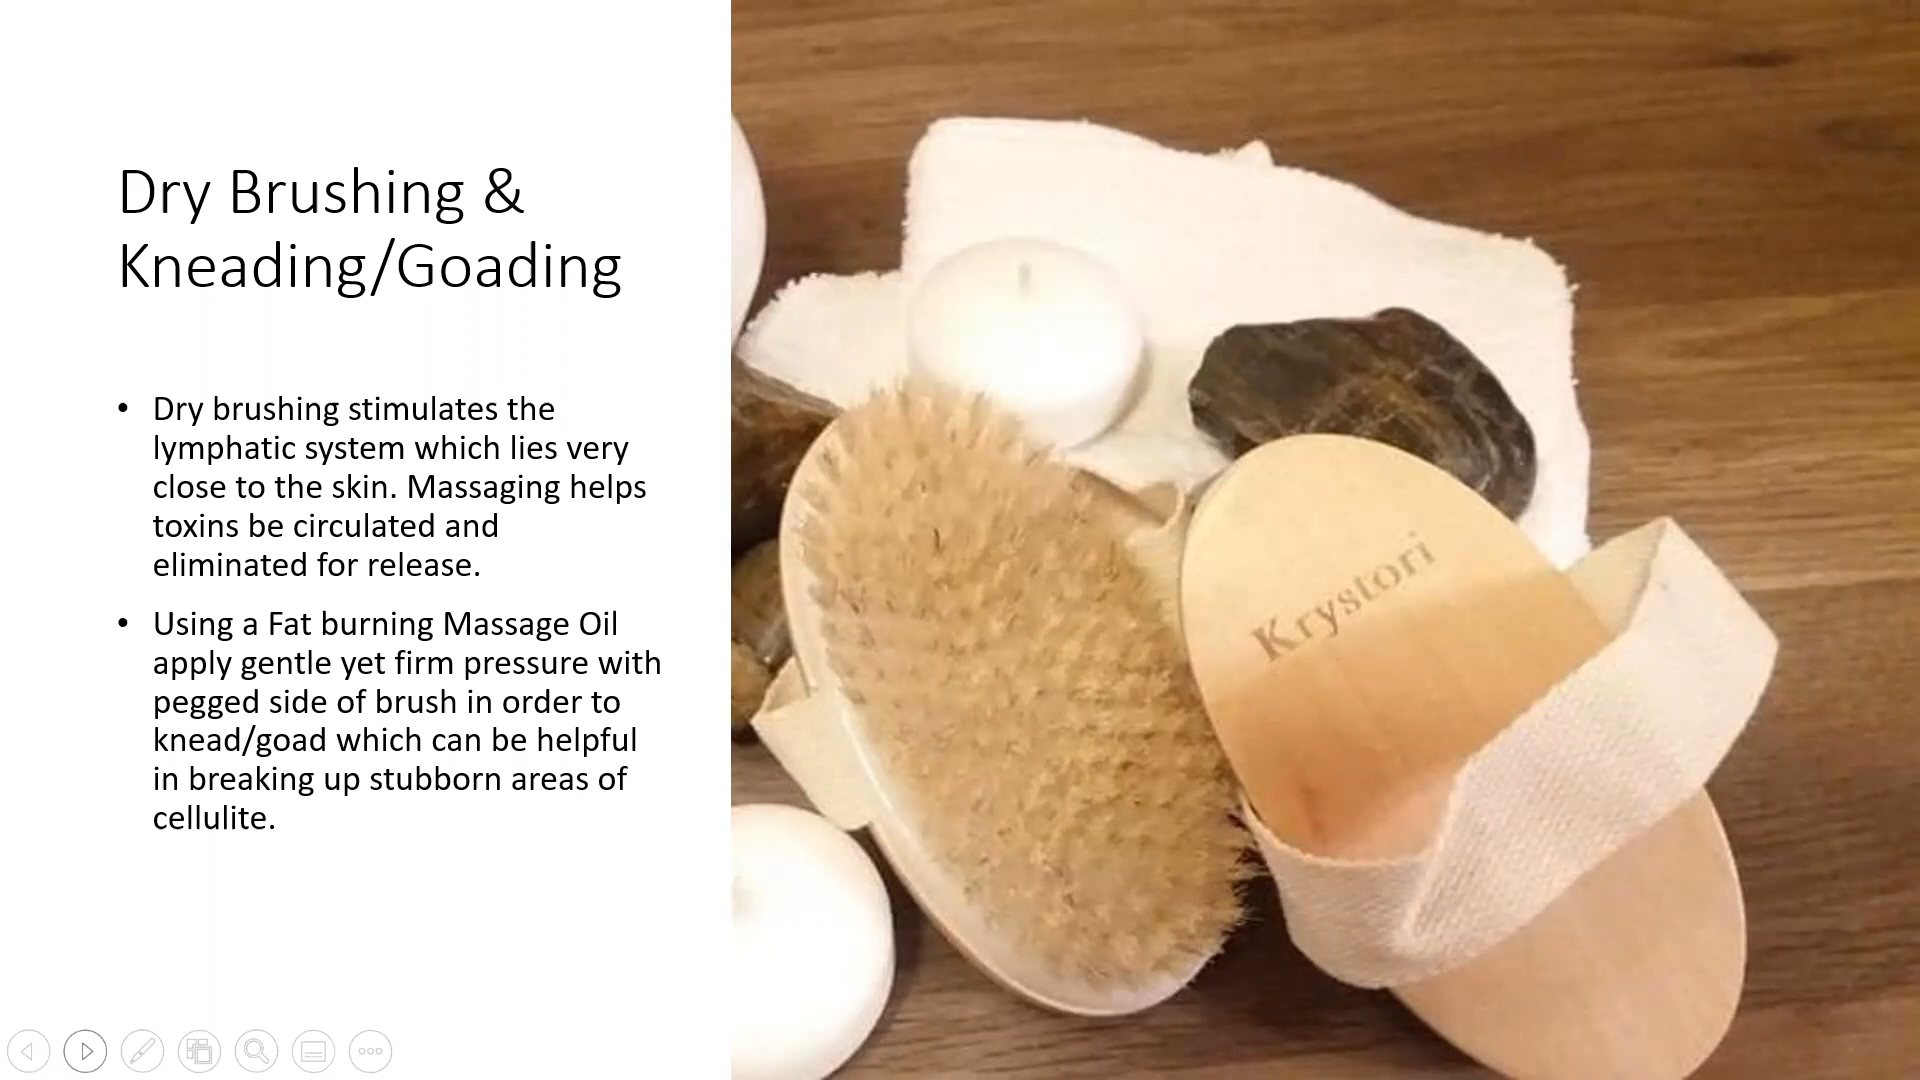 Dry Brushing &
Kneading/Goading
• Dry brushing stimulates the
lymphatic system which lies very
close to the skin. Massaging helps
toxins be circulated and
eliminated for release.
• Using a Fat burning Massage Oil
apply gentle yet firm pressure with
pegged side of brush in order to
knead/goad which can be helpful
in breaking up stubborn areas of
cellulite.
Krystori